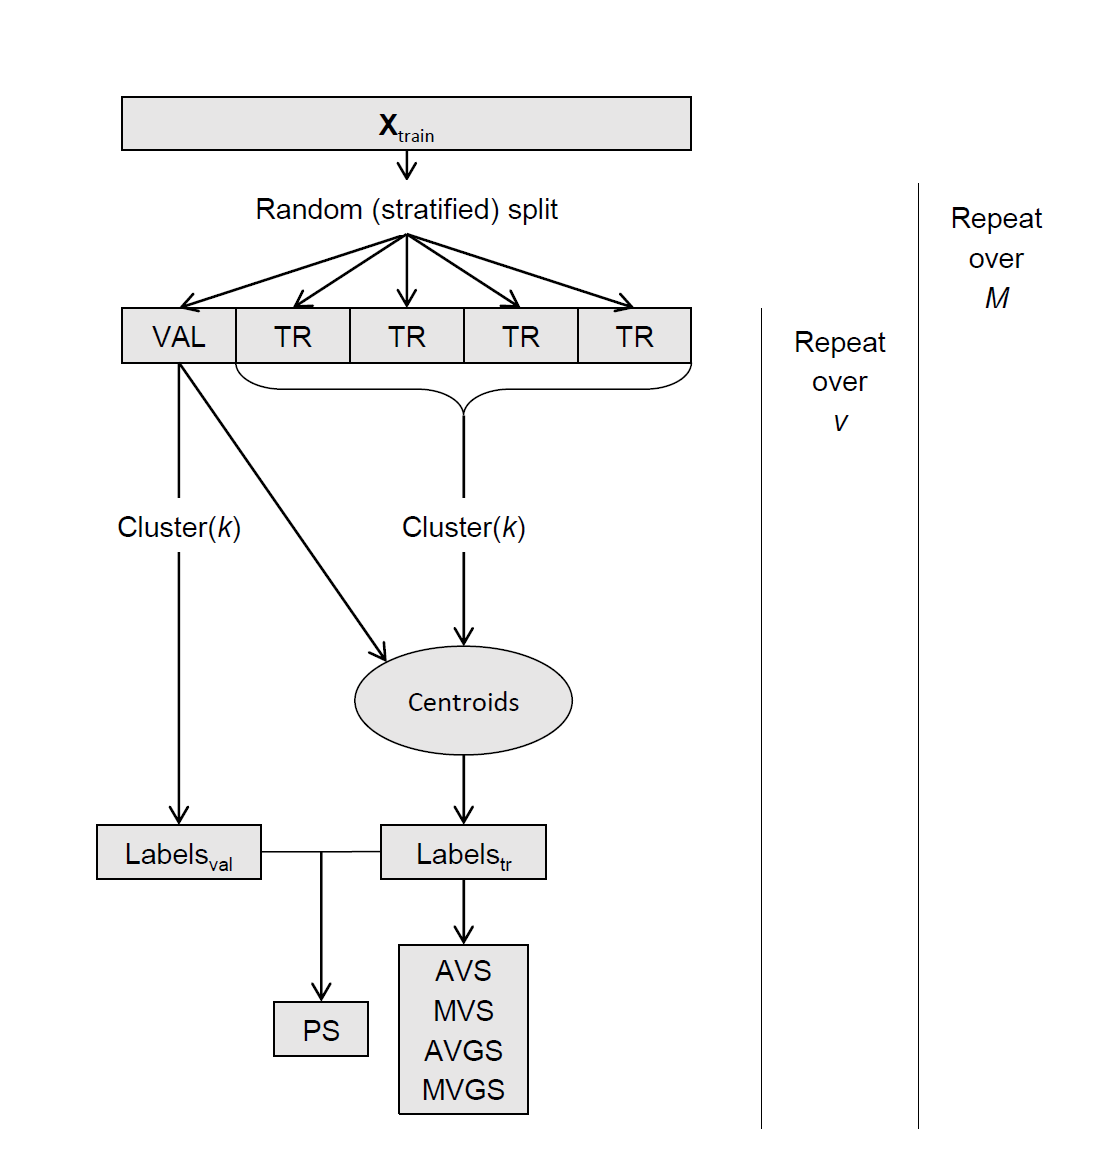 Xtrain
Random (stratified) split
Repeat
over
M
VAL TR TR TR TR
Repeat
over
v
Cluster(k) Cluster(k)
Centroids
Labelsval Labelstr
AVS
MVS
AVGS
MVGS
PS